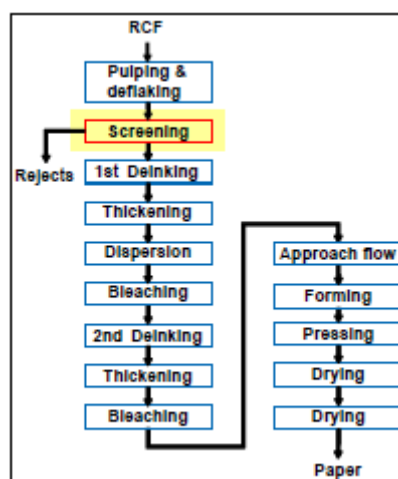 RCF
Pulping &
deflaking
Screening
Rejects
1st Deinking
Thickening
Dispersion
Bleaching
2nd Deinking
Thickening
Bleaching
Approach flow
Forming
Pressing
Drying
Drying
Paper